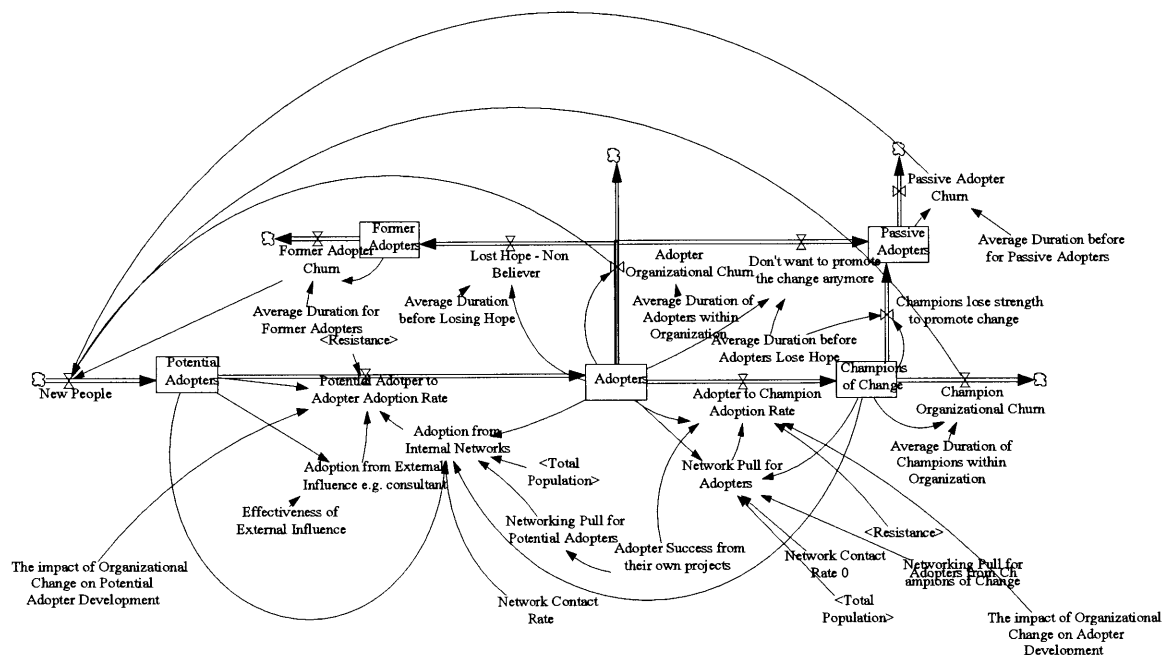 Passive Adopter
Churn
Former
Adopters
Passive
Adopters
Average Duration before
for Passive Adopters
Former Adopter
Churn
Lost Hope - Non
Believer
Adopter
Organizational Churn
Don't want to promote
the change anymore
Average Duration for
Former Adopters
Average Duration
before Losing Hope
Average Duration of
Adopters within
Organization
Champions lose strength
to promote change
<Resistance>
Average Duration before
Adopters Lose Hope
Potential
Adopters
New People
Potential Adotper to
Adopter Adoption Rate
Adopters
Champions
of Change
Adopter to Champion
Adoption Rate
Champion
Organizational Churn
Adoption from
Internal Networks
Average Duration of
Champions within
Organization
Adoption from External
Influence e.g. consultant
<Total
Population>
Network Pull for
Adopters
Effectiveness of
External Influence
Networking Pull for
Potential Adopters
<Resistance>
Adopter Success from
their own projects
Network Contact
Rate 0
Networking Pull for
Adopters from Ch
ampions of Change
The impact of Organizational
Change on Potential
Adopter Development
Network Contact
Rate
<Total
Population>
The impact of Organizational
Change on Adopter
Development